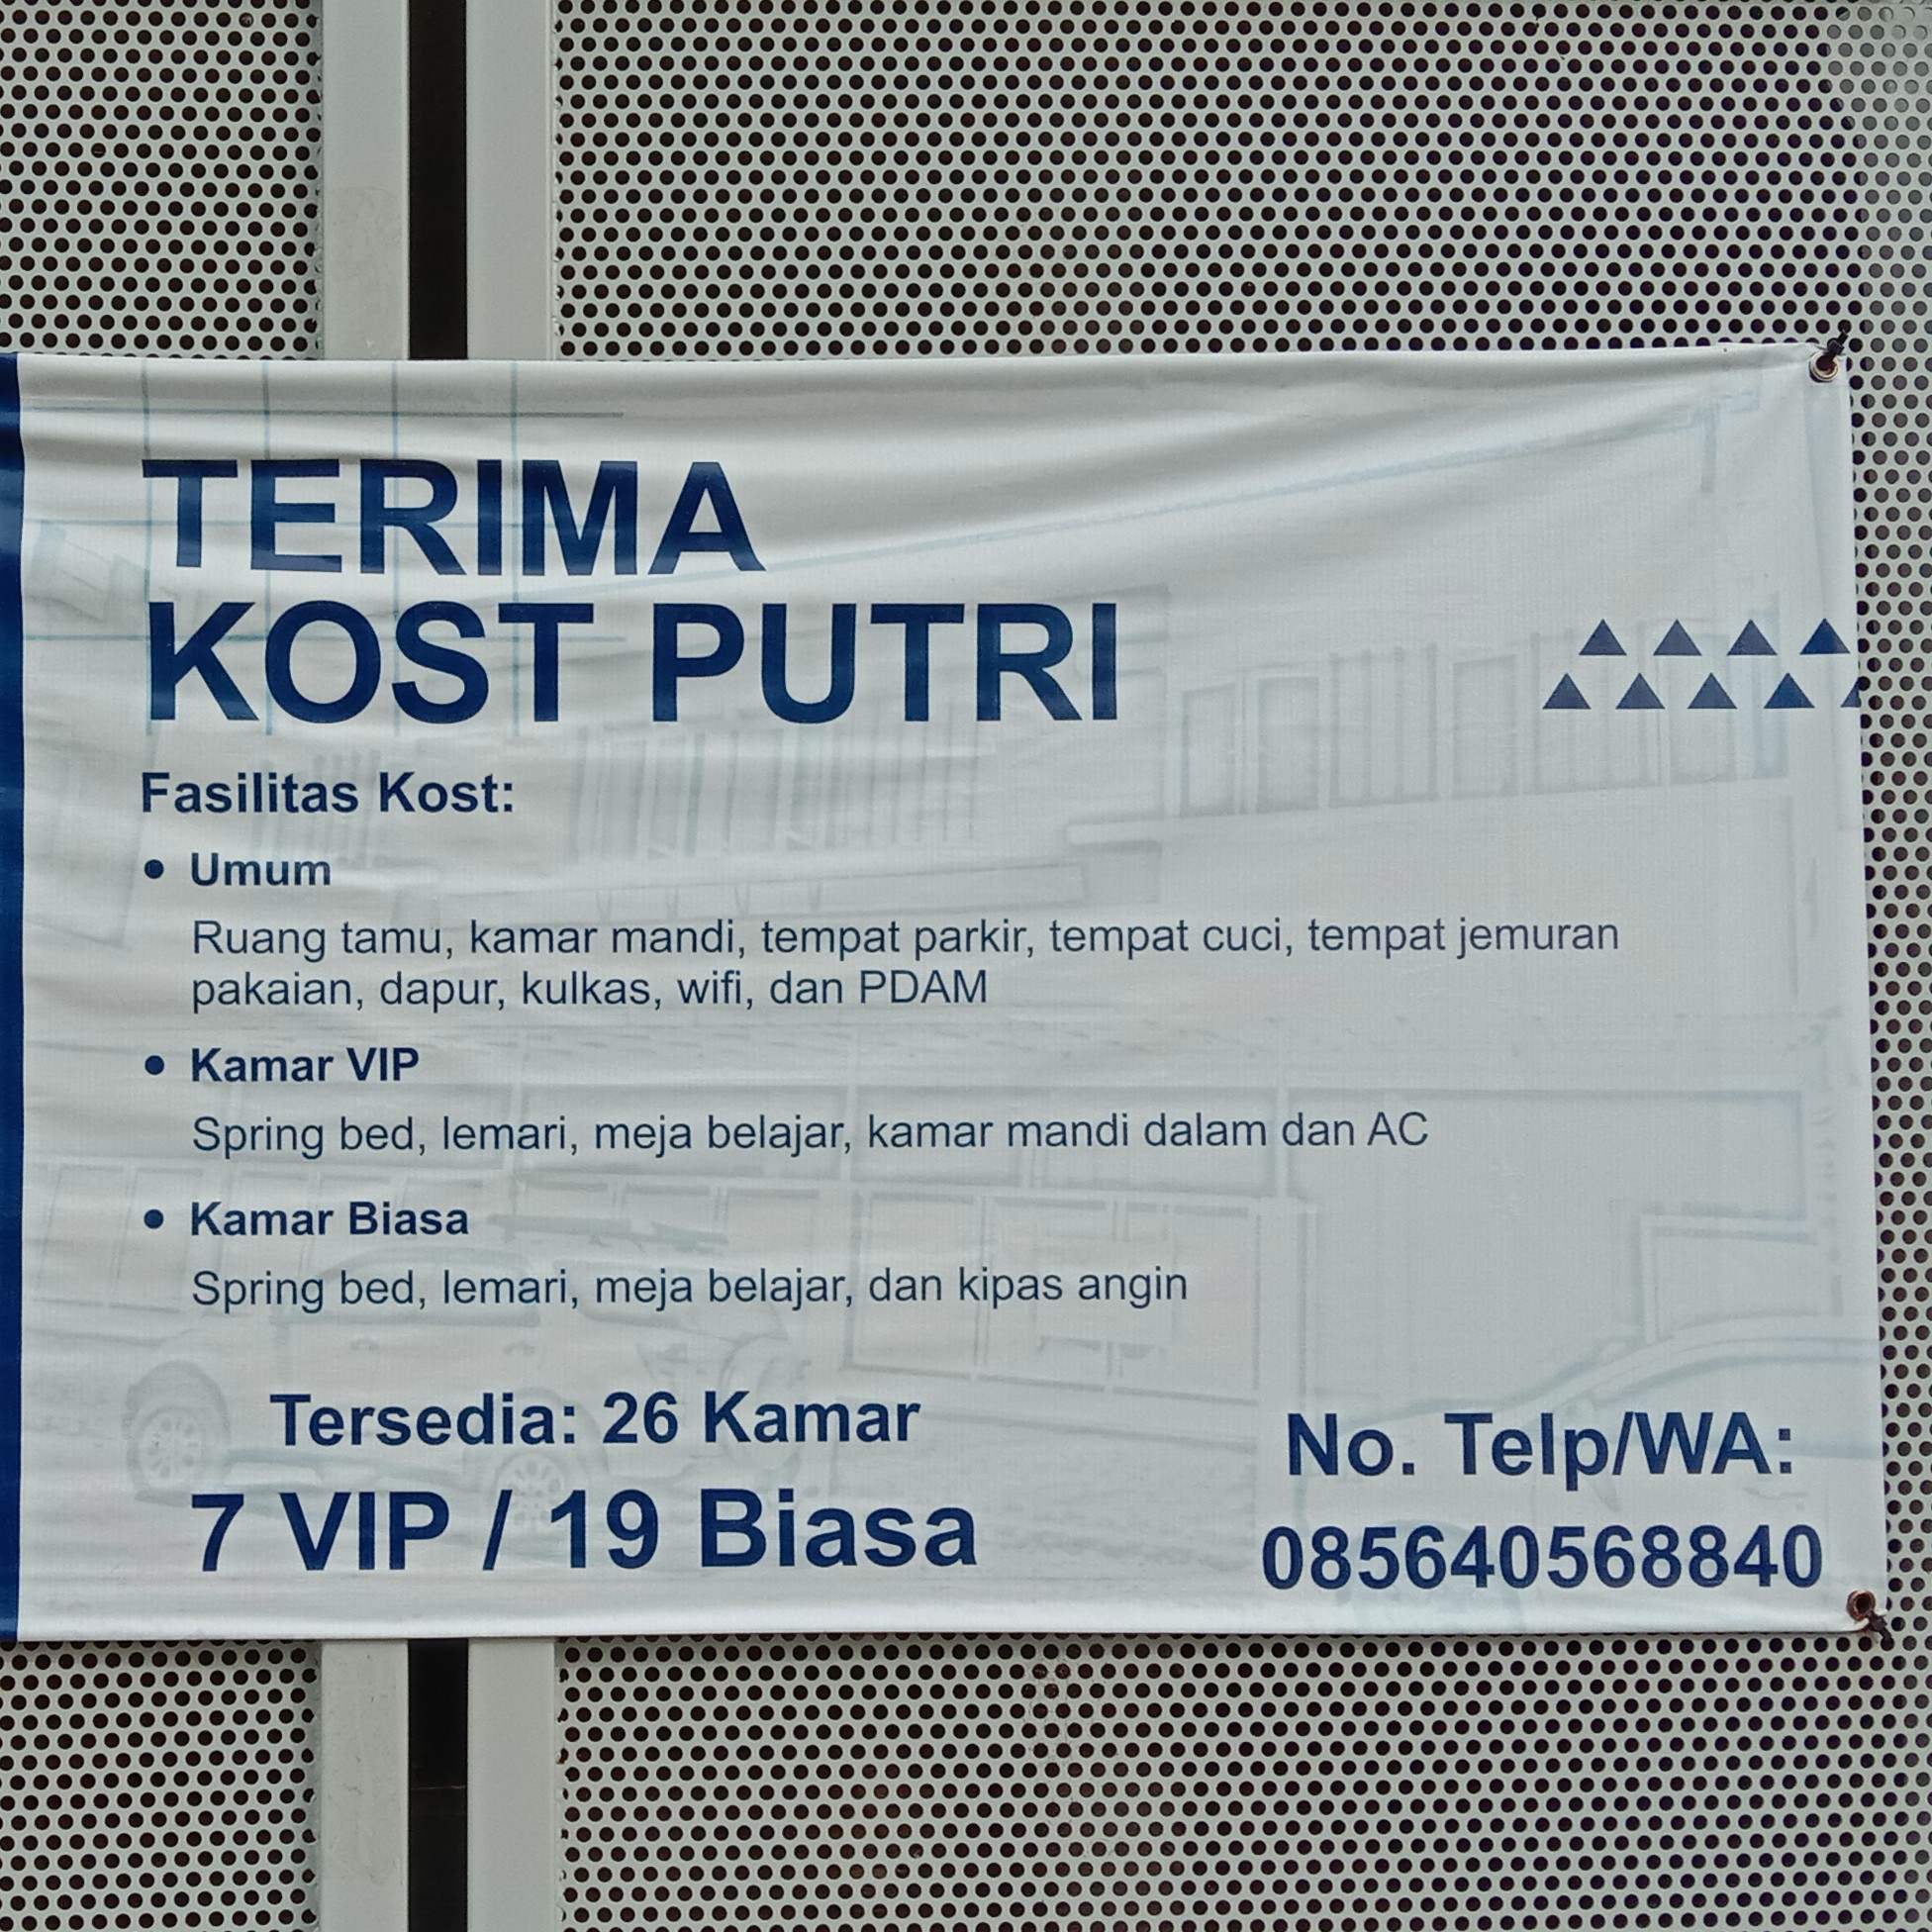 TERIMA
KOST PUTRI
Fasilitas Kost:
• Umum
Ruang tamu, kamar mandi, tempat parkir, tempat cuci, tempat jemuran
pakaian, dapur, kulkas, wifi, dan PDAM
• Kamar VIP
Spring bed, lemari, meja belajar, kamar mandi dalam dan AC
• Kamar Biasa
Spring bed, lemari, meja belajar, dan kipas angin
Tersedia: 26 Kamar
7 VIP / 19 Biasa
No. Telp/WA:
085640568840